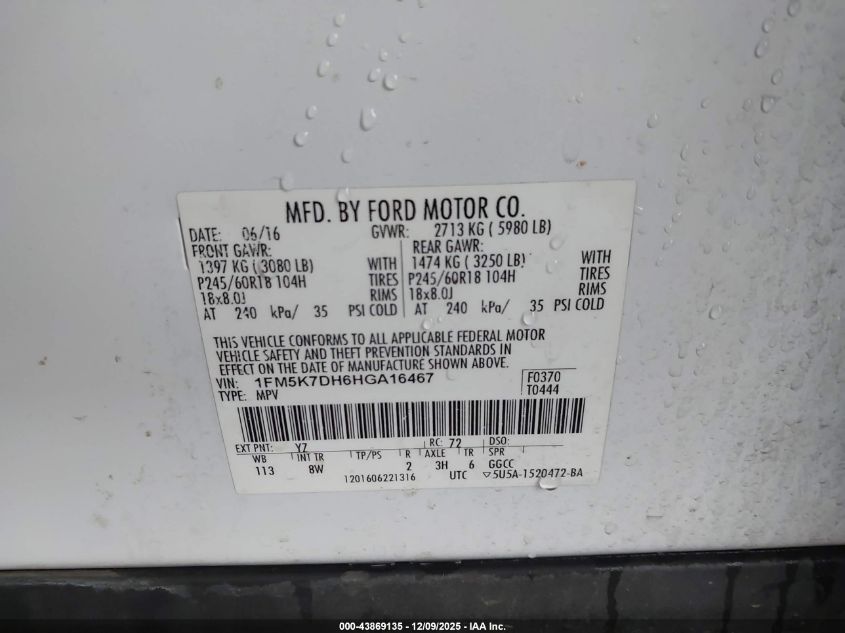 MFD. BY FORD MOTOR CO.
DATE: 06/16 GVWR: 2713 KG ( 5980 LB)
FRONT GAWR: REAR GAWR:
1397 KG ( 3080 LB) WITH 1474 KG ( 3250 LB) WITH
P245/60R18 104H TIRES P245/60R18 104H TIRES
18x8.0J RIMS 18x8.0J RIMS
AT 240 kPa/ 35 PSI COLD AT 240 kPa/ 35 PSI COLD
THIS VEHICLE CONFORMS TO ALL APPLICABLE FEDERAL MOTOR
VEHICLE SAFETY AND THEFT PREVENTION STANDARDS IN
EFFECT ON THE DATE OF MANUFACTURE SHOWN ABOVE.
VIN: 1FM5K7DH6HGA16467 F0370
TYPE: MPV T0444
EXT PNT: YZ RC: 72 DSO:
WB INT TR TP/PS R AXLE TR SPR
113 8W 2 3H 6 GGCC
1201606221316 UTC ▽5U5A-1520472-BA
000-43869135 - 12/09/2025 - IAA Inc.